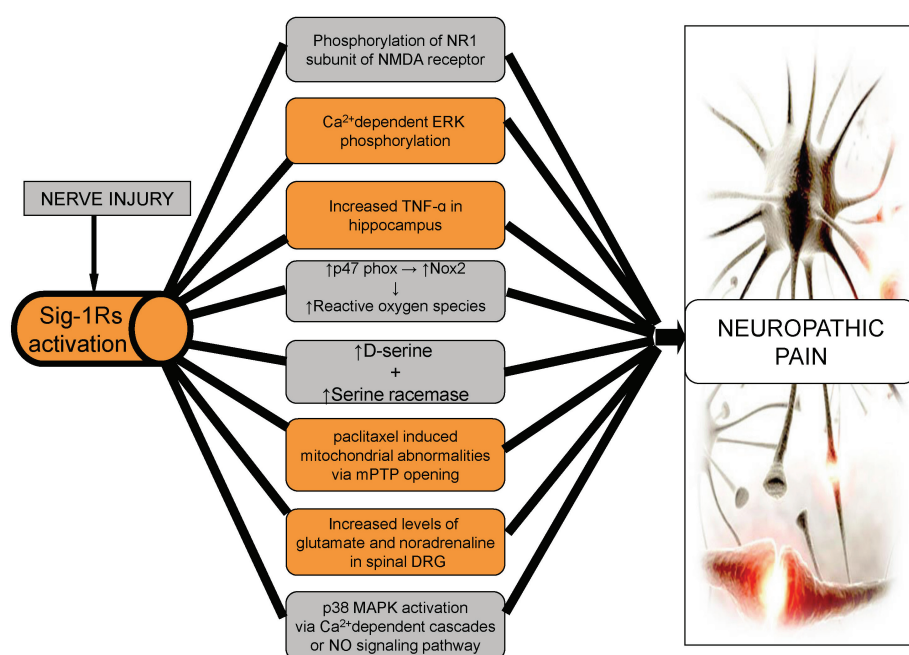 Phosphorylation of NR1
subunit of NMDA receptor
Ca²⁺dependent ERK
phosphorylation
NERVE INJURY
Increased TNF-α in
hippocampus
↑p47 phox → ↑Nox2
↓
↑Reactive oxygen species
Sig-1Rs
activation
↑D-serine
+
↑Serine racemase
paclitaxel induced
mitochondrial abnormalities
via mPTP opening
Increased levels of
glutamate and noradrenaline
in spinal DRG
p38 MAPK activation
via Ca²⁺dependent cascades
or NO signaling pathway
NEUROPATHIC
PAIN